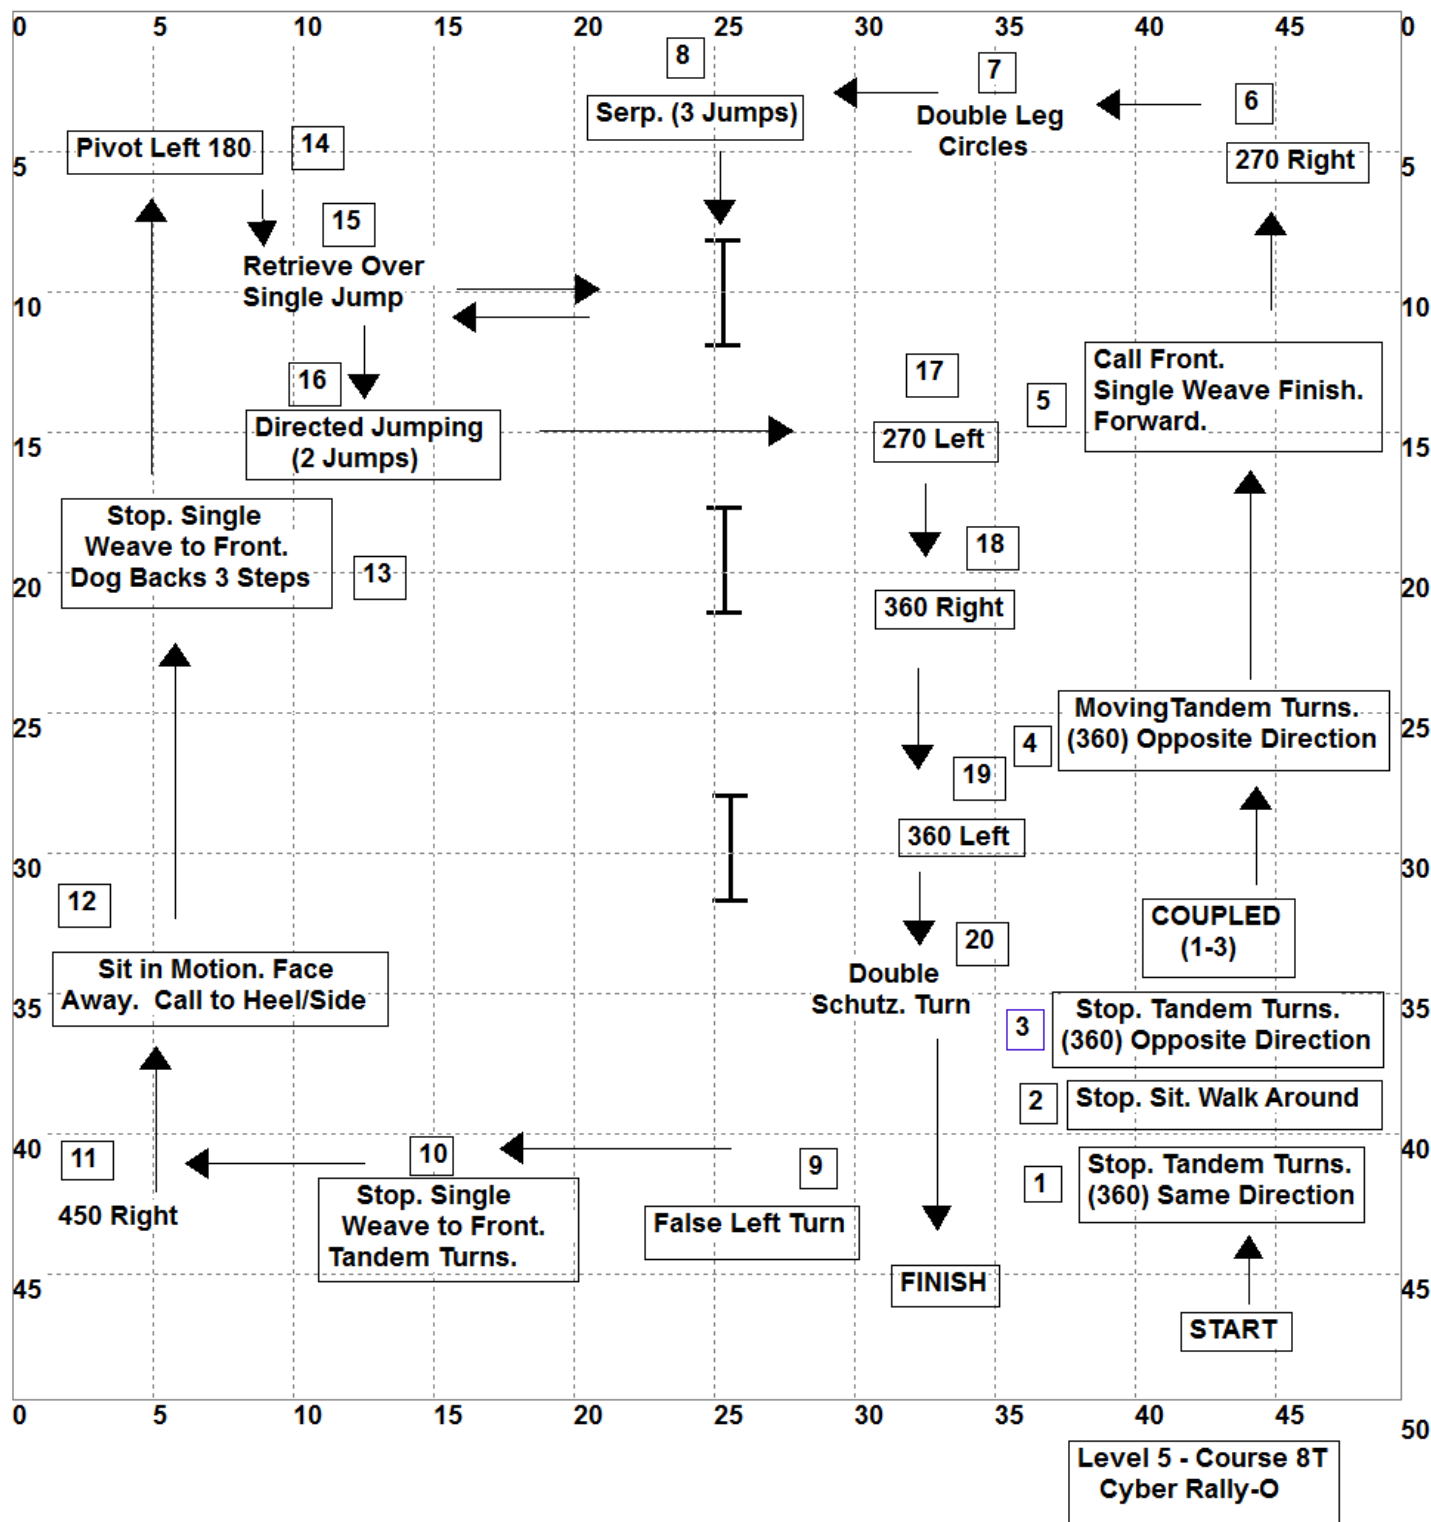 0 5 10 15 20 25 30 35 40 45 0
8
7
6
Serp. (3 Jumps)
Double Leg
Circles
14
Pivot Left 180
5
270 Right
5
15
Retrieve Over
Single Jump
10
10
16
17
5
Call Front.
Single Weave Finish.
Forward.
Directed Jumping
(2 Jumps)
270 Left
15
15
Stop. Single
Weave to Front.
Dog Backs 3 Steps
13
18
20
20
360 Right
MovingTandem Turns.
(360) Opposite Direction
4
25
25
19
360 Left
30
30
12
COUPLED
(1-3)
20
Sit in Motion. Face
Away. Call to Heel/Side
Double
Schutz. Turn
35
35
3
Stop. Tandem Turns.
(360) Opposite Direction
2
Stop. Sit. Walk Around
40
40
11
10
9
1
Stop. Tandem Turns.
(360) Same Direction
450 Right
Stop. Single
Weave to Front.
Tandem Turns.
False Left Turn
45
45
FINISH
START
0 5 10 15 20 25 30 35 40 45 50
Level 5 - Course 8T
Cyber Rally-O